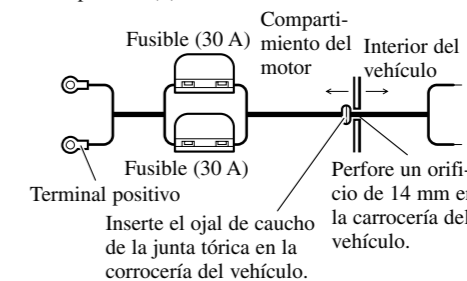 Comparti-
miento del
motor
Fusible (30 A)
Interior del
vehículo
Fusible (30 A)
Terminal positivo
Inserte el ojal de caucho
de la junta tórica en la
corrocería del vehículo.
Perfore un orifi-
cio de 14 mm en
la carrocería del
vehículo.